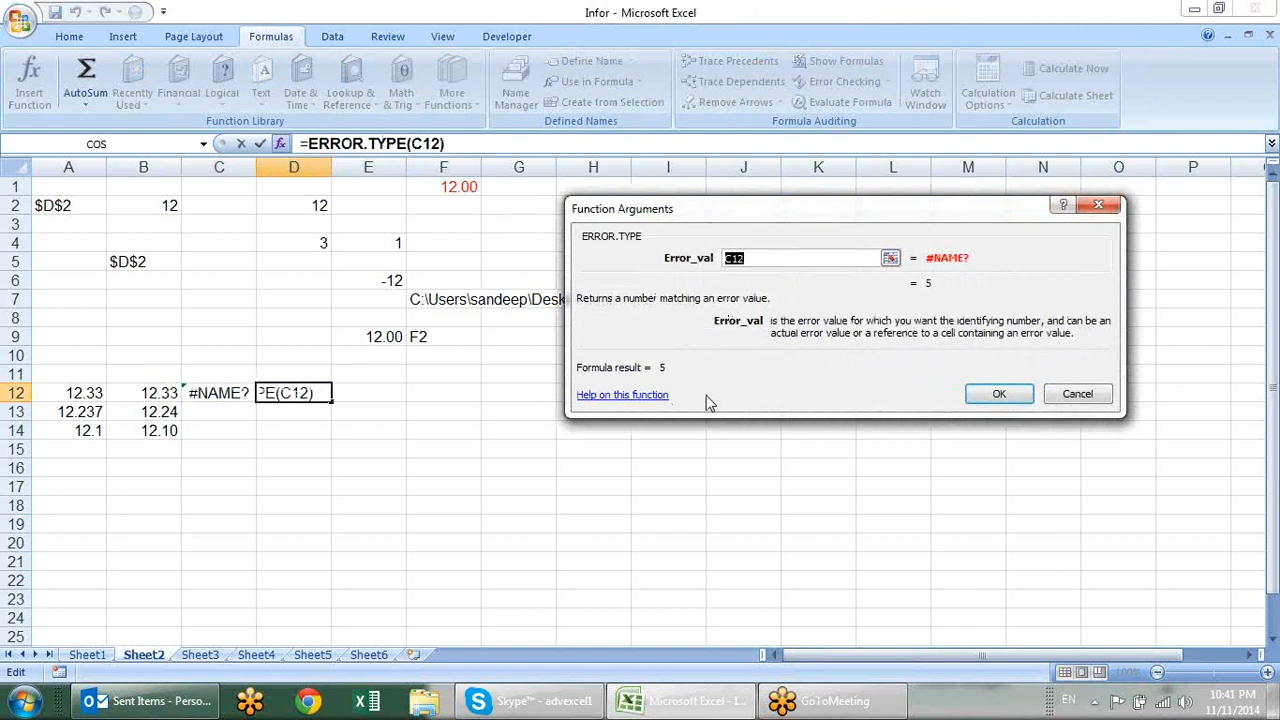 Infor - Microsoft Excel
Home Insert Page Layout Formulas Data Review View Developer
Insert Function
AutoSum
Recently Used
Financial
Logical
Text
Date & Time
Lookup & Reference
Math & Trig
More Functions
Function Library
Name Manager
Define Name
Use in Formula
Create from Selection
Defined Names
Trace Precedents
Trace Dependents
Remove Arrows
Show Formulas
Error Checking
Evaluate Formula
Formula Auditing
Watch Window
Calculation Options
Calculate Now
Calculate Sheet
Calculation
COS =ERROR.TYPE(C12)
A B C D E F G H I J K L M N O P
1 12.00
2 $D$2 12 12
3
4 3 1
5 $D$2
6 -12
7 C:\Users\sandeep\Desk
8
9 12.00 F2
10
11
12 12.33 12.33 #NAME? PE(C12)
13 12.237 12.24
14 12.1 12.10
15
16
17
18
19
20
21
22
23
24
25
Function Arguments
ERROR.TYPE
Error_val C12 = #NAME?
= 5
Returns a number matching an error value.
Error_val is the error value for which you want the identifying number, and can be an
actual error value or a reference to a cell containing an error value.
Formula result = 5
Help on this function
OK Cancel
Sheet1 Sheet2 Sheet3 Sheet4 Sheet5 Sheet6
Edit 100%
Sent Items - Perso...
Skype™ - advexcel1
Microsoft Excel - I...
GoToMeeting
EN
10:41 PM
11/11/2014